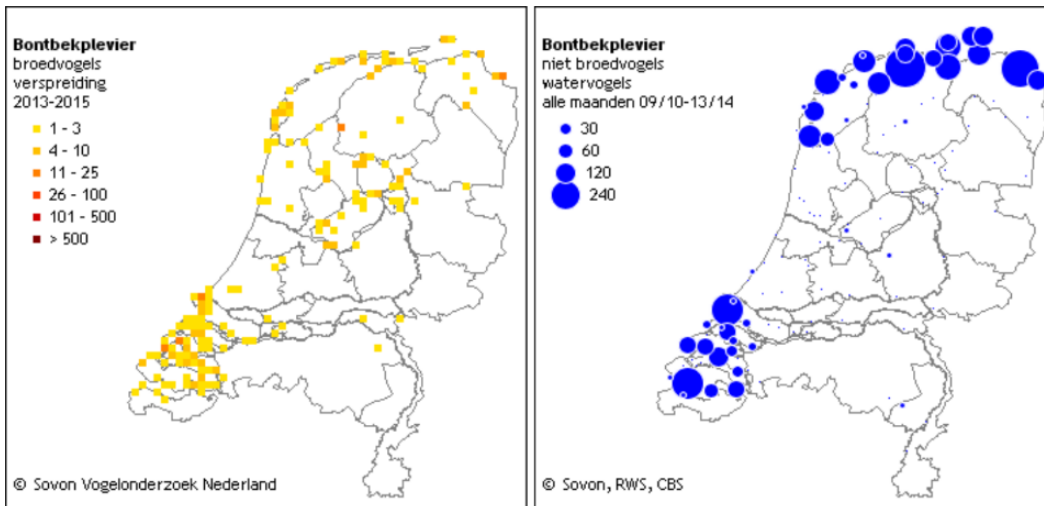 Bontbekplevier
broedvogels
verspreiding
2013-2015
1 - 3
4 - 10
11 - 25
26 - 100
101 - 500
> 500
© Sovon Vogelonderzoek Nederland
Bontbekplevier
niet broedvogels
watervogels
alle maanden 09/10-13/14
30
60
120
240
© Sovon, RWS, CBS